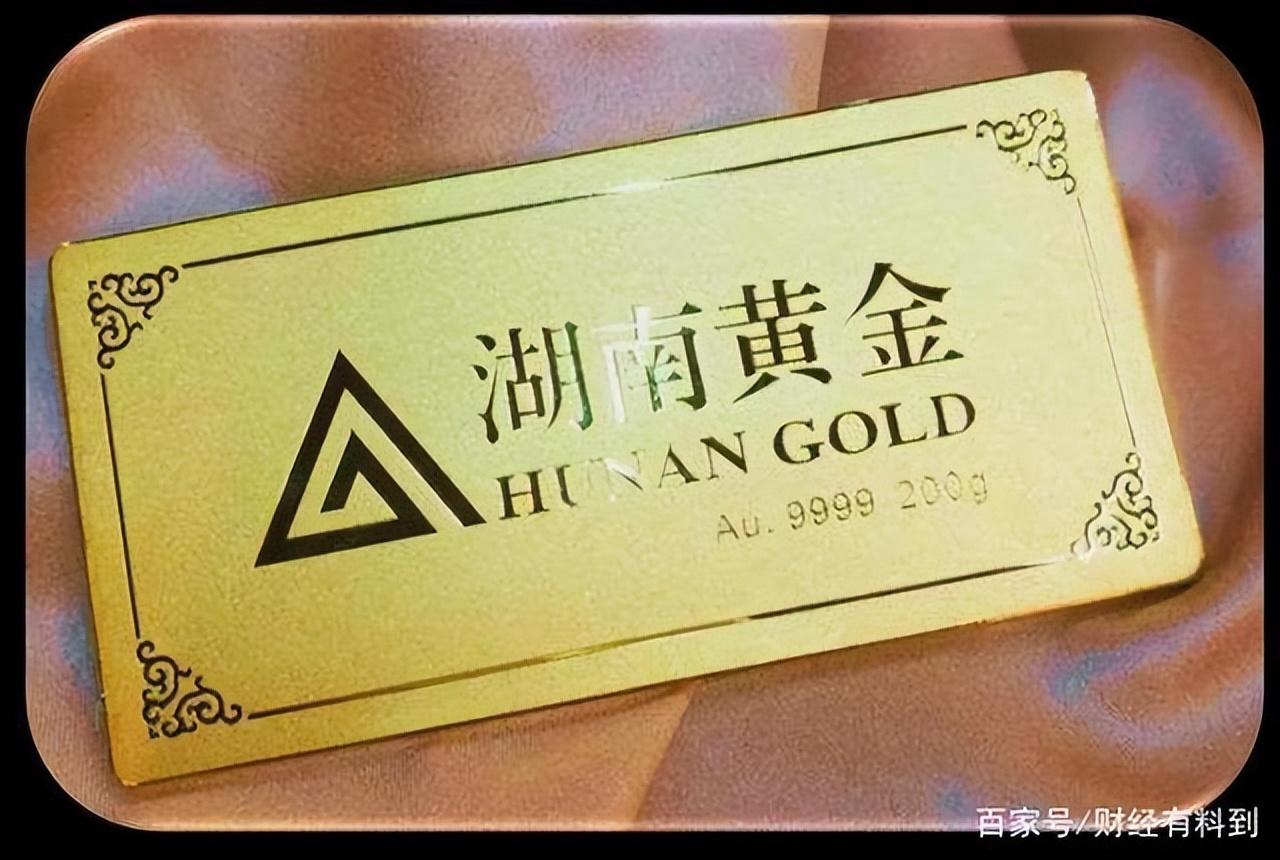 湖南黄金
HUNAN GOLD
Au. 9999 200g
百家号/财经有料到